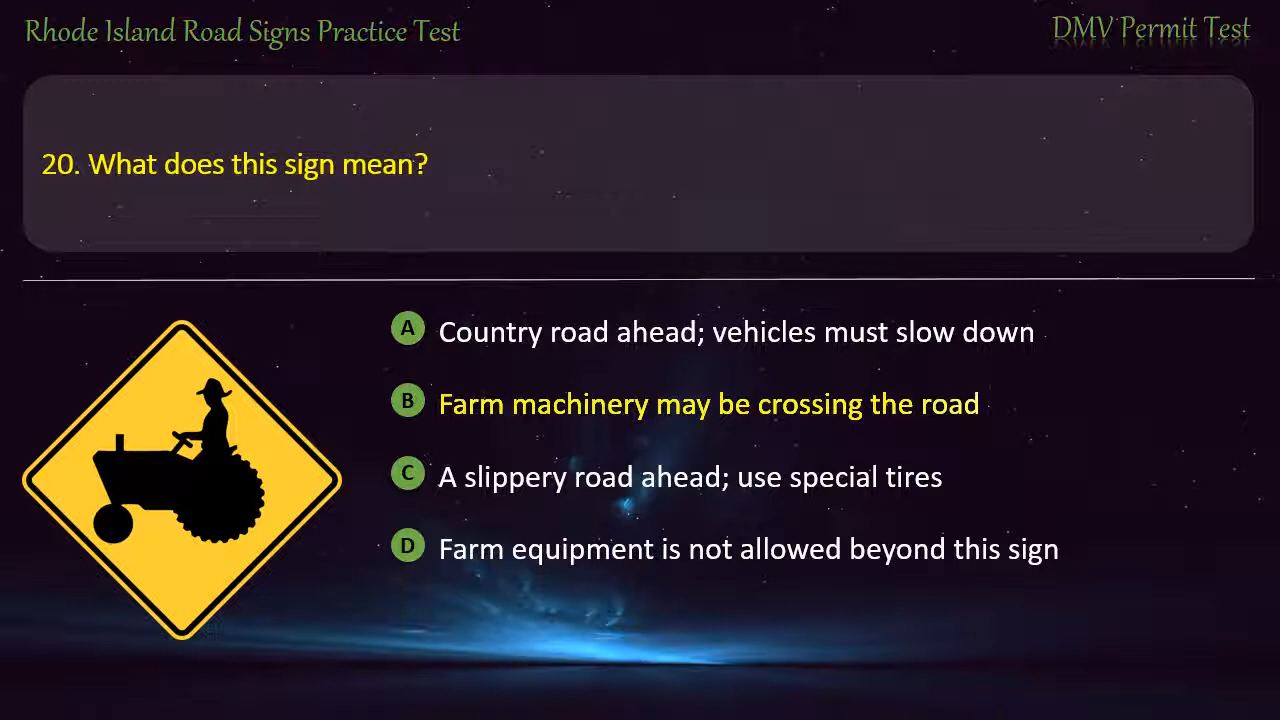 Rhode Island Road Signs Practice Test
DMV Permit Test
20. What does this sign mean?
A Country road ahead; vehicles must slow down
B Farm machinery may be crossing the road
C A slippery road ahead; use special tires
D Farm equipment is not allowed beyond this sign